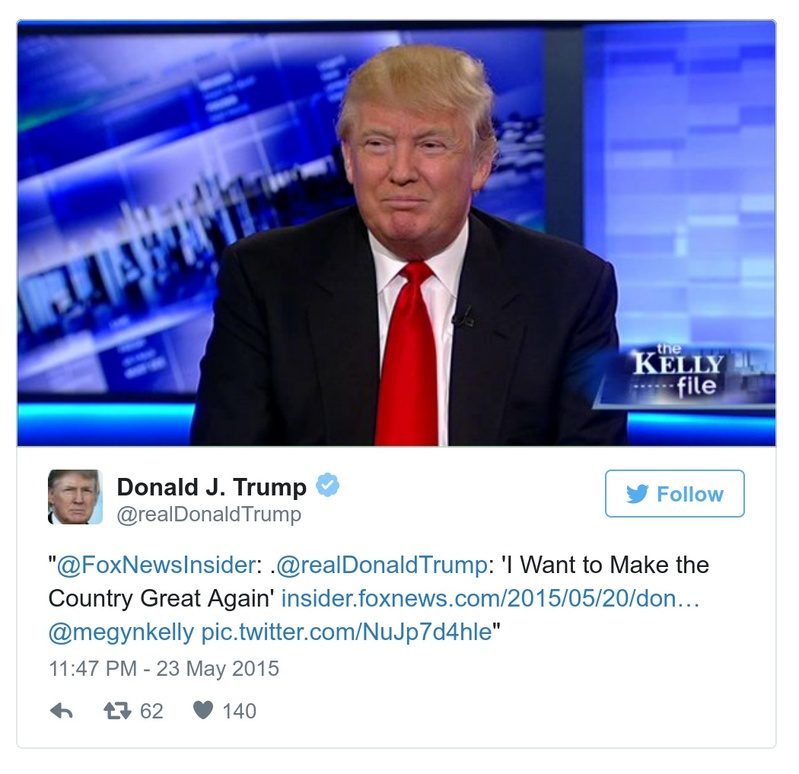 the
KELLY
file
Donald J. Trump
@realDonaldTrump
Follow
"@FoxNewsInsider: .@realDonaldTrump: 'I Want to Make the
Country Great Again' insider.foxnews.com/2015/05/20/don…
@megynkelly pic.twitter.com/NuJp7d4hle"
11:47 PM - 23 May 2015
62
140